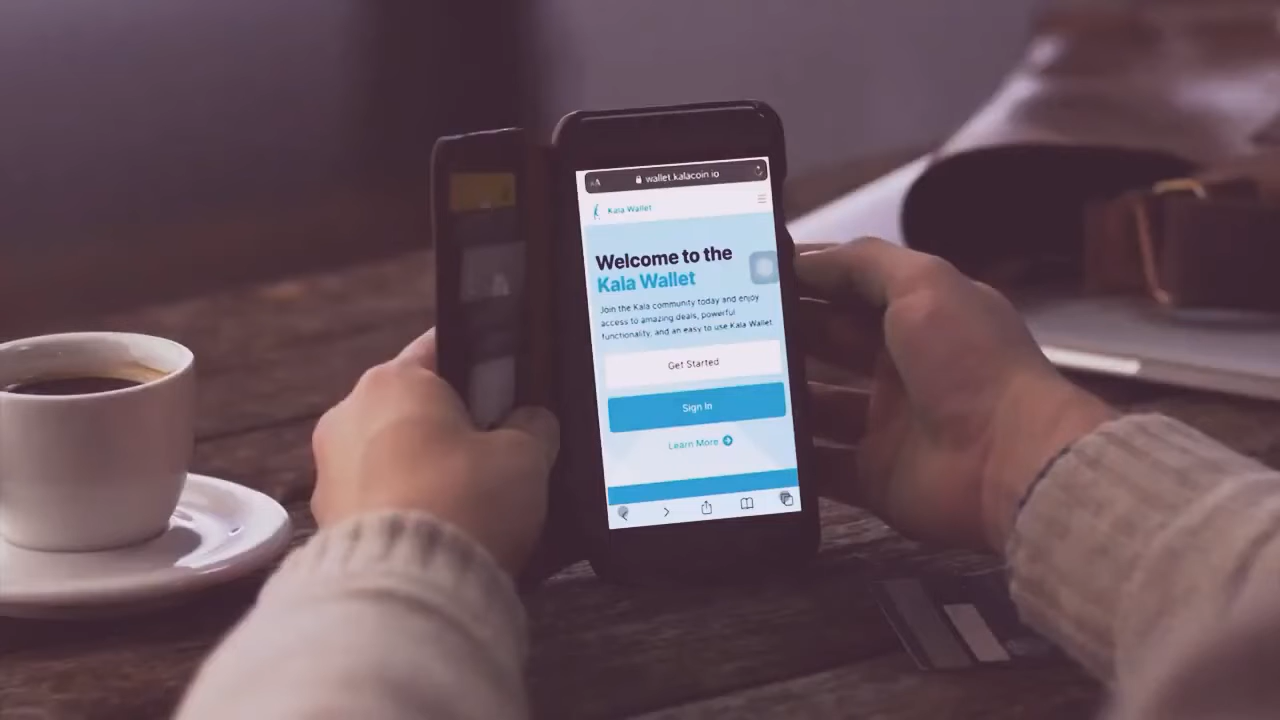 AA wallet.kalacoin.io
Kala Wallet
Welcome to the
Kala Wallet
Join the Kala community today and enjoy
access to amazing deals, powerful
functionality, and an easy to use Kala Wallet
Get Started
Sign In
Learn More